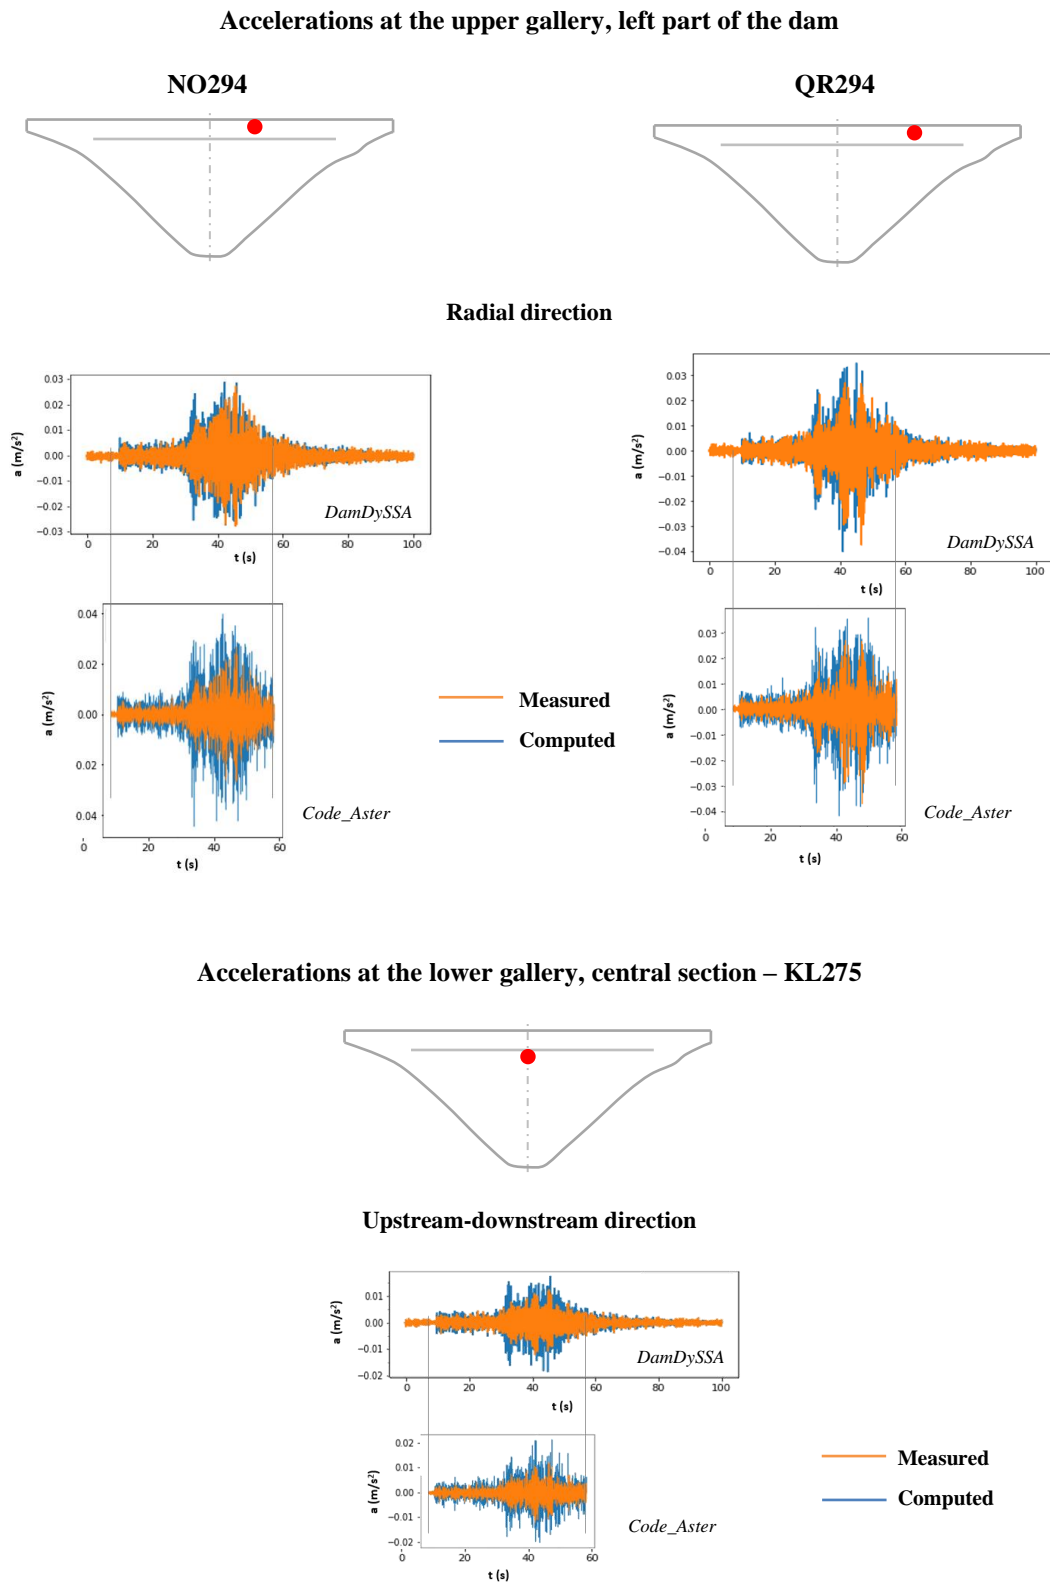 Accelerations at the upper gallery, left part of the dam
NO294
QR294
Radial direction
0.03
0.02
0.01
0.00
−0.01
−0.02
−0.03
a (m/s²)
DamDySSA
0 20 40 60 80 100
t (s)
0.03
0.02
0.01
0.00
−0.01
−0.02
−0.03
−0.04
a (m/s²)
DamDySSA
0 20 40 60 80 100
t (s)
0.04
0.02
0.00
0.02
0.04
a (m/s²)
Code_Aster
0 20 40 60
t (s)
Measured
Computed
0.03
0.02
0.01
0.00
−0.01
−0.02
−0.03
−0.04
a (m/s²)
Code_Aster
0 20 40 60
t (s)
Accelerations at the lower gallery, central section – KL275
Upstream-downstream direction
0.01
0.00
−0.01
−0.02
a (m/s²)
DamDySSA
0 20 40 60 80 100
t (s)
0.02
0.01
0.00
−0.01
−0.02
a (m/s²)
Code_Aster
0 20 40 60
t (s)
Measured
Computed